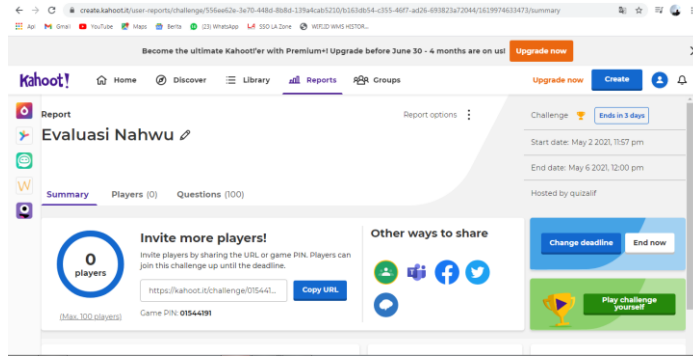 create.kahoot.it/user-reports/challenge/556ae62e-3e70-448d-8b8d-139a4cab5210/b163db54-c355-46f7-ad26-693823a72044/1619974633473/summary
Gmail
YouTube
Maps
Berita
(23) WhatsApp
SSO LA Zone
WIFI.ID WMS HESTOR...
Become the ultimate Kahoot!'er with Premium+! Upgrade before June 30 - 4 months are on us!
Upgrade now
Kahoot!
Home
Discover
Library
Reports
Groups
Upgrade now
Create
Report
Report options
Evaluasi Nahwu
Summary
Players (0)
Questions (100)
Challenge
Ends in 3 days
Start date: May 2 2021, 11:57 pm
End date: May 6 2021, 12:00 pm
Hosted by quizalif
0
players
(Max. 100 players)
Invite more players!
Invite players by sharing the URL or game PIN. Players can
join this challenge up until the deadline.
https://kahoot.it/challenge/015441...
Copy URL
Game PIN: 01544191
Other ways to share
Change deadline
End now
Play challenge
yourself